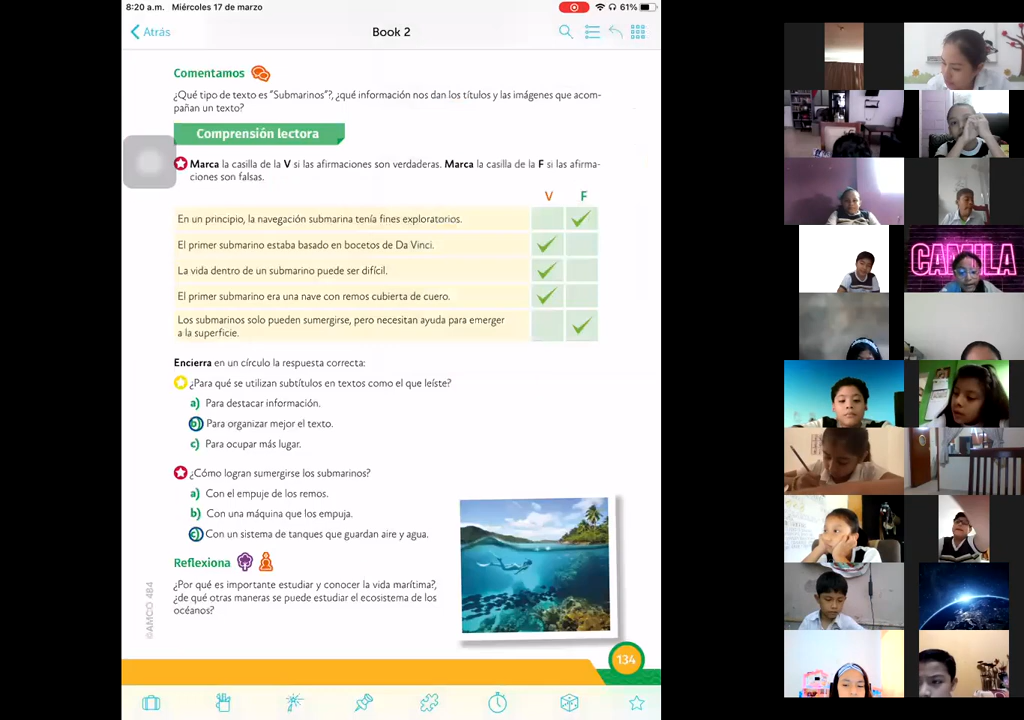 8:20 a.m. Miércoles 17 de marzo
61%
Atrás
Book 2
Comentamos
¿Qué tipo de texto es "Submarinos"?, ¿qué información nos dan los títulos y las imágenes que acom-
pañan un texto?
Comprensión lectora
Marca la casilla de la V si las afirmaciones son verdaderas. Marca la casilla de la F si las afirma-
ciones son falsas.
V F
En un principio, la navegación submarina tenía fines exploratorios.
El primer submarino estaba basado en bocetos de Da Vinci.
La vida dentro de un submarino puede ser difícil.
El primer submarino era una nave con remos cubierta de cuero.
Los submarinos solo pueden sumergirse, pero necesitan ayuda para emerger
a la superficie.
Encierra en un círculo la respuesta correcta:
¿Para qué se utilizan subtítulos en textos como el que leíste?
a) Para destacar información.
b) Para organizar mejor el texto.
c) Para ocupar más lugar.
¿Cómo logran sumergirse los submarinos?
a) Con el empuje de los remos.
b) Con una máquina que los empuja.
c) Con un sistema de tanques que guardan aire y agua.
Reflexiona
¿Por qué es importante estudiar y conocer la vida marítima?,
¿de qué otras maneras se puede estudiar el ecosistema de los
océanos?
©AMCO 4B4
134
CAMILA